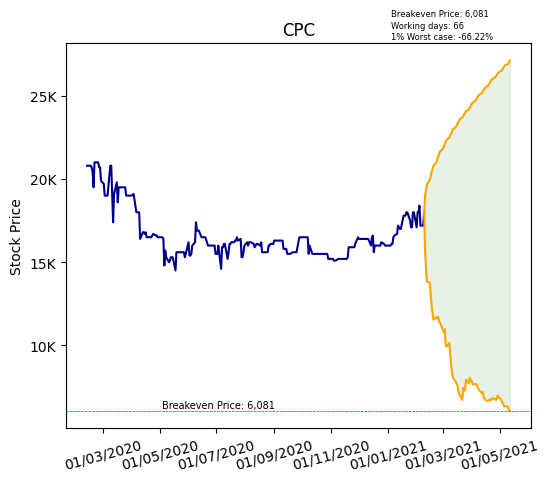 Breakeven Price: 6,081
Working days: 66
1% Worst case: -66.22%
CPC
Stock Price
25K
20K
15K
10K
Breakeven Price: 6,081
01/03/2020
01/05/2020
01/07/2020
01/09/2020
01/11/2020
01/01/2021
01/03/2021
01/05/2021